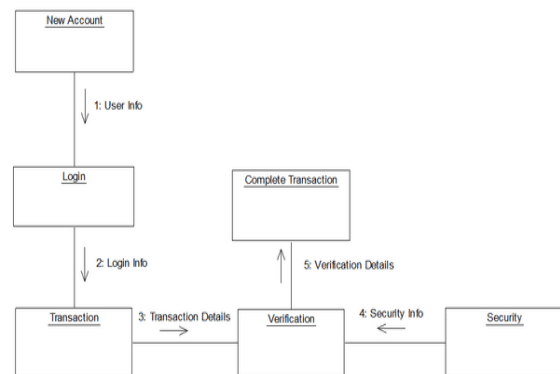 New Account
1: User Info
Login
Complete Transaction
2: Login Info
5: Verification Details
Transaction
3: Transaction Details
Verification
4: Security Info
Security